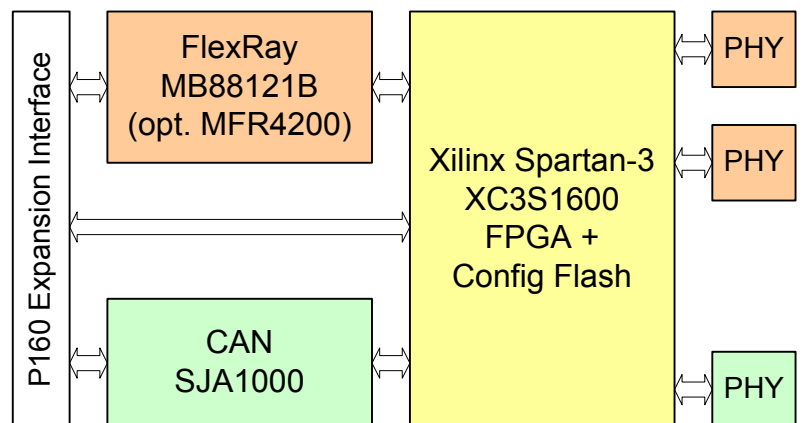 P160 Expansion Interface
FlexRay
MB88121B
(opt. MFR4200)
CAN
SJA1000
Xilinx Spartan-3
XC3S1600
FPGA +
Config Flash
PHY
PHY
PHY